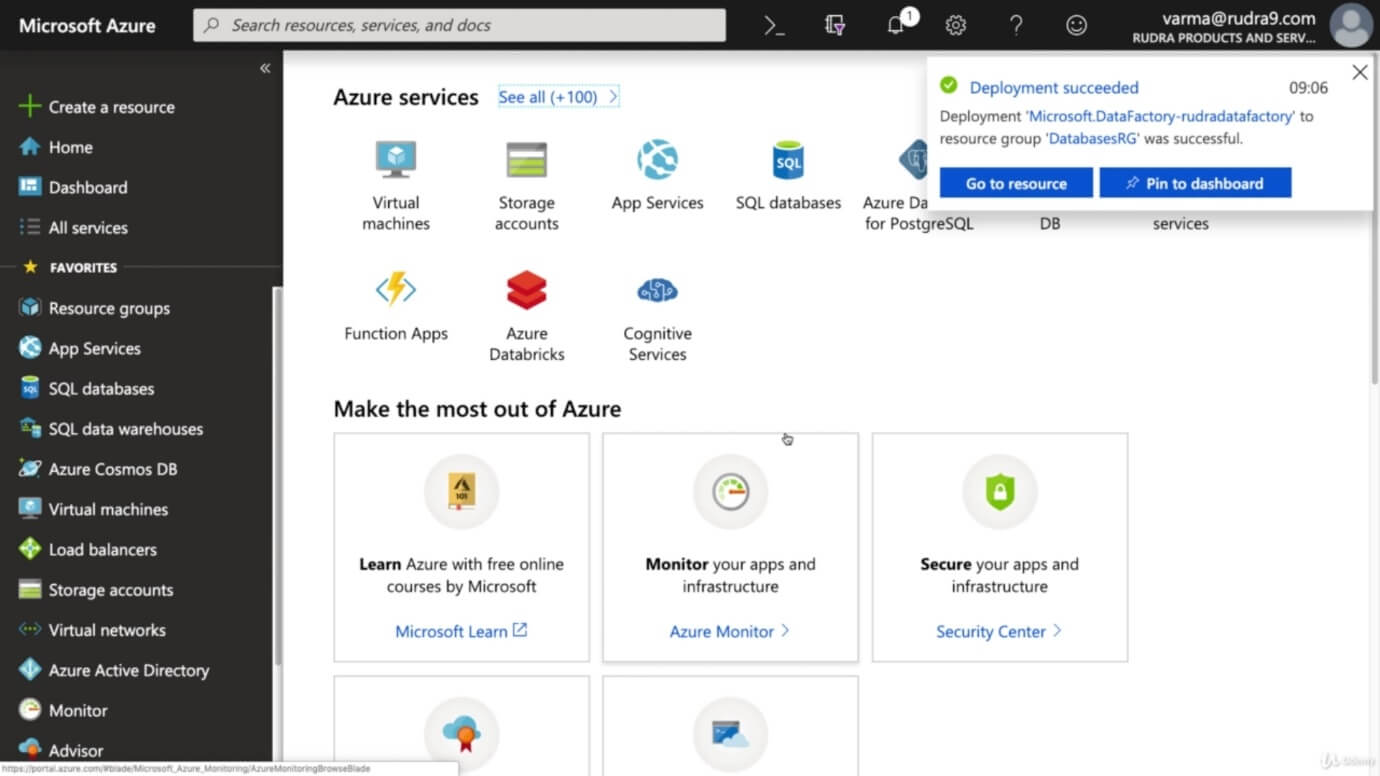 Microsoft Azure
Search resources, services, and docs
1
varma@rudra9.com
RUDRA PRODUCTS AND SERV...
Create a resource
Home
Dashboard
All services
FAVORITES
Resource groups
App Services
SQL databases
SQL data warehouses
Azure Cosmos DB
Virtual machines
Load balancers
Storage accounts
Virtual networks
Azure Active Directory
Monitor
Advisor
https://portal.azure.com/#blade/Microsoft_Azure_Monitoring/AzureMonitoringBrowseBlade
Azure services
See all (+100)
Virtual
machines
Storage
accounts
App Services
SQL
SQL databases
Azure Da
for PostgreSQL
DB
services
Function Apps
Azure
Databricks
Cognitive
Services
Deployment succeeded
09:06
Deployment 'Microsoft.DataFactory-rudradatafactory' to
resource group 'DatabasesRG' was successful.
Go to resource
Pin to dashboard
Make the most out of Azure
101
Learn Azure with free online
courses by Microsoft
Microsoft Learn
Monitor your apps and
infrastructure
Azure Monitor
Secure your apps and
infrastructure
Security Center
Udemy